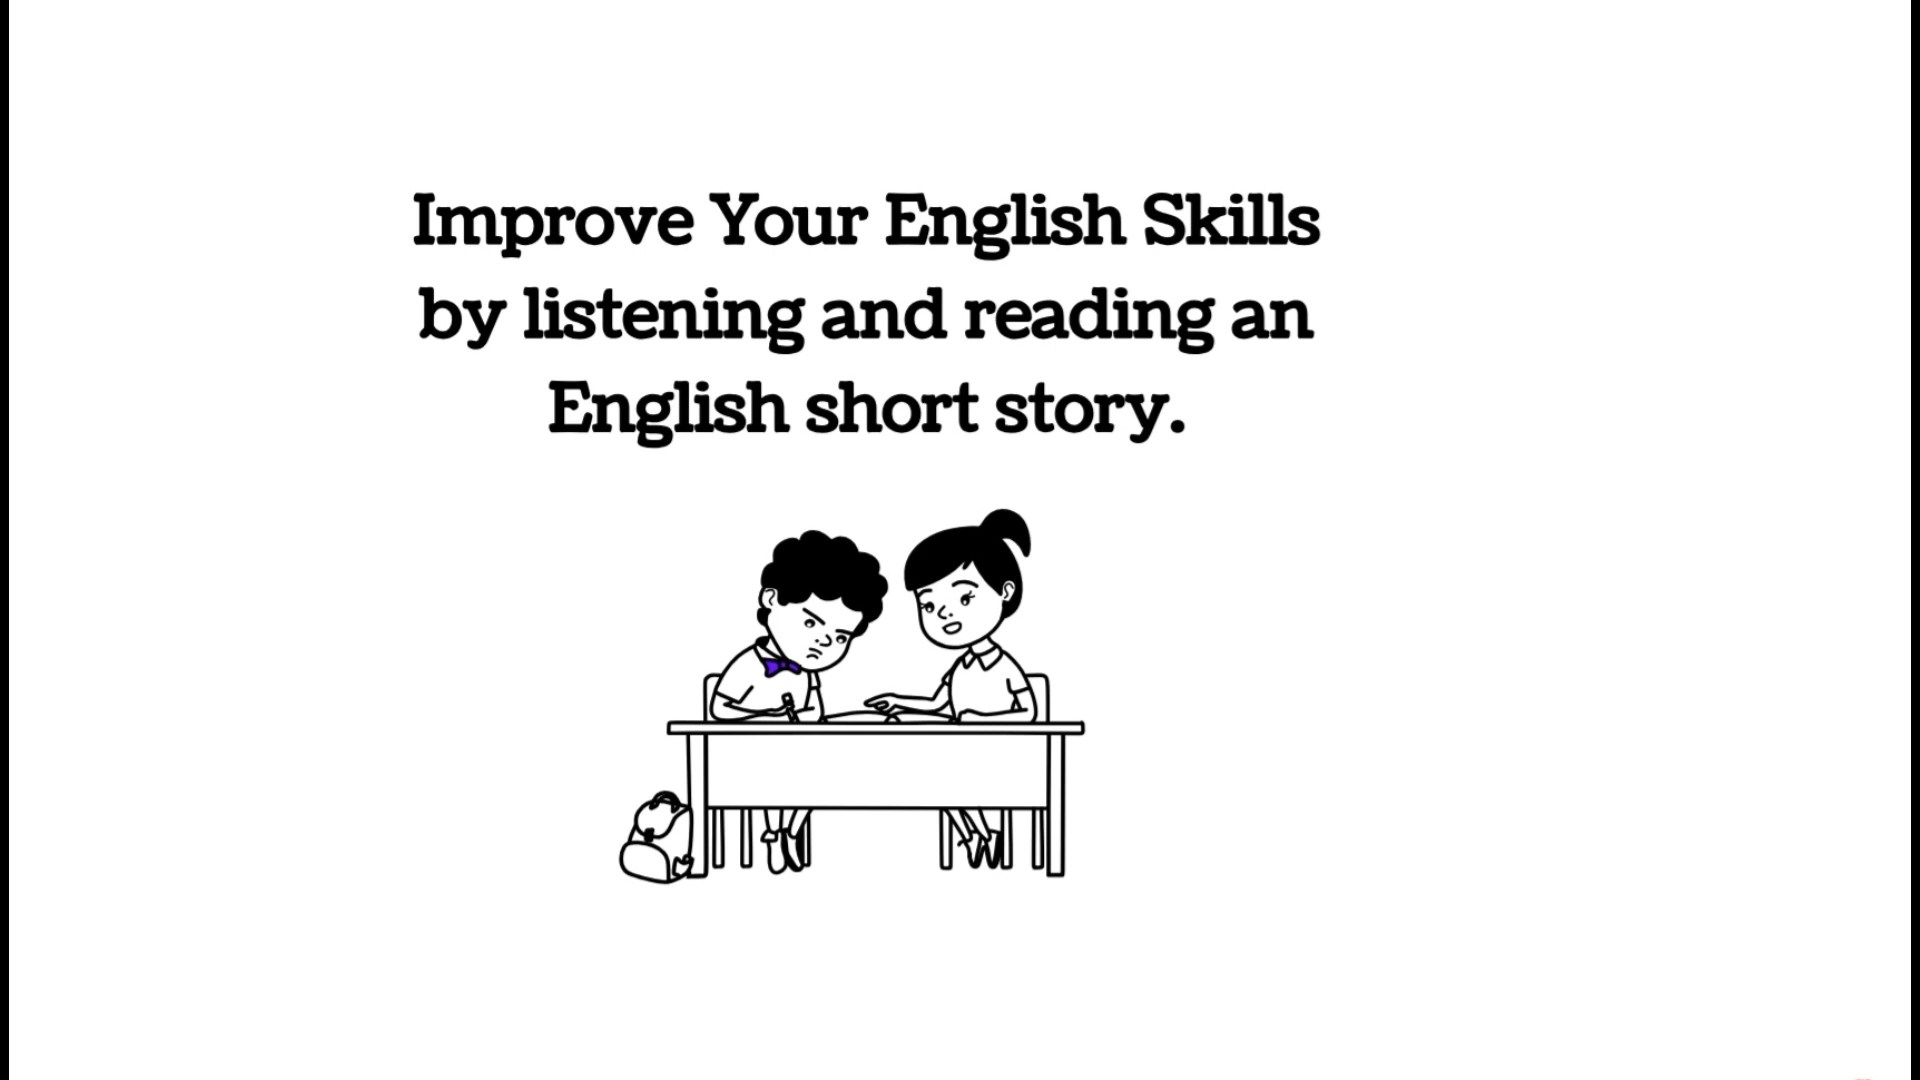 Improve Your English Skills
by listening and reading an
English short story.